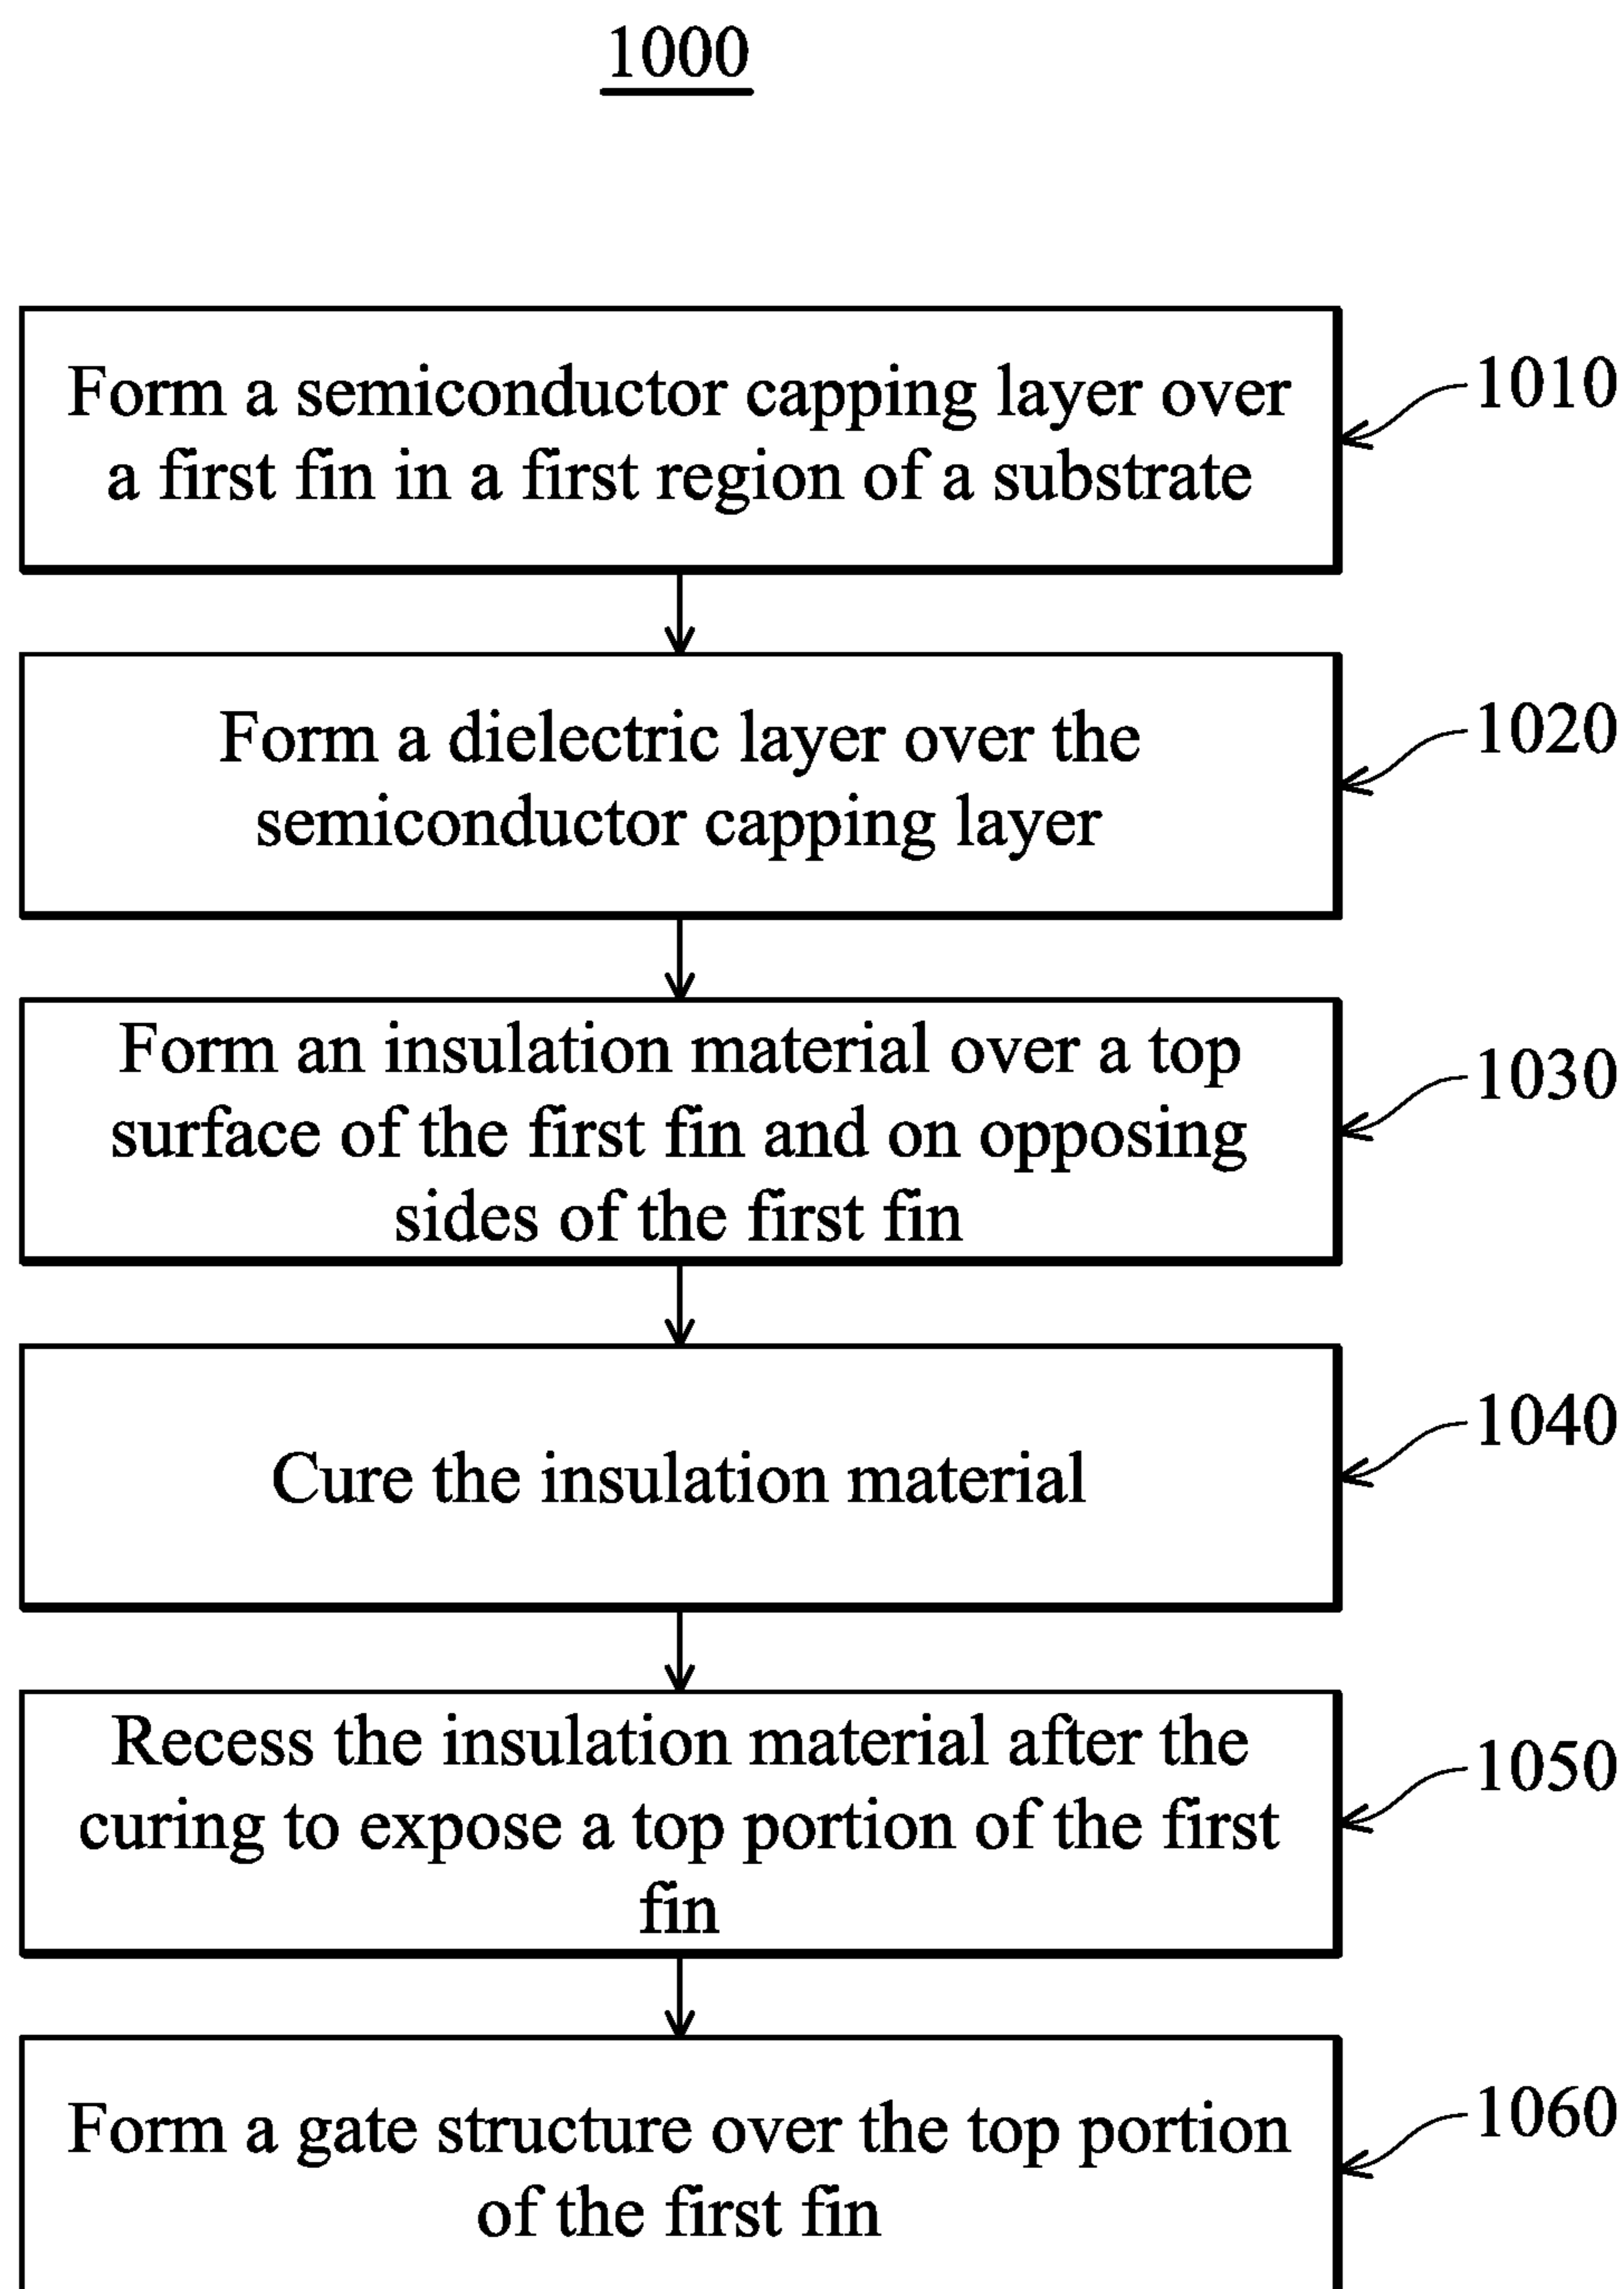 1000
Form a semiconductor capping layer over
a first fin in a first region of a substrate
1010
Form a dielectric layer over the
semiconductor capping layer
1020
Form an insulation material over a top
surface of the first fin and on opposing
sides of the first fin
1030
Cure the insulation material
1040
Recess the insulation material after the
curing to expose a top portion of the first
fin
1050
Form a gate structure over the top portion
of the first fin
1060